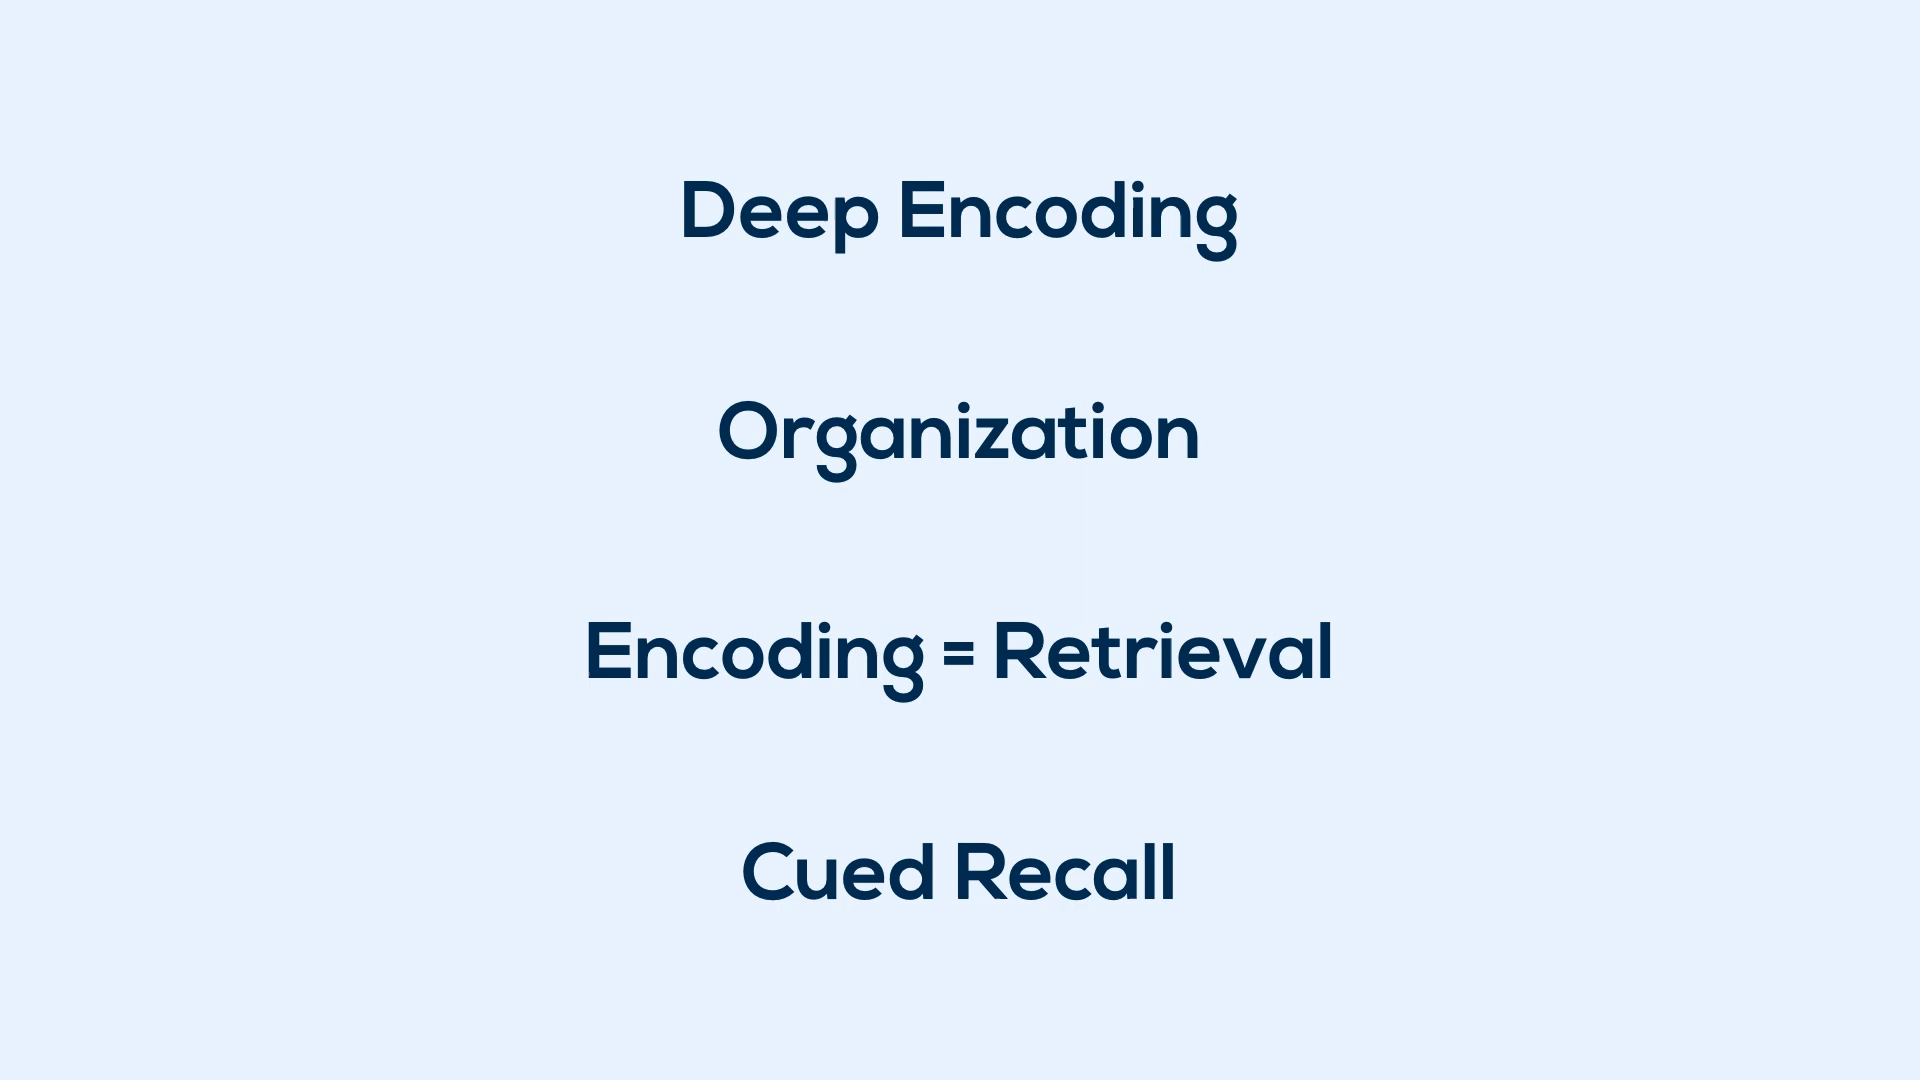 Deep Encoding
Organization
Encoding = Retrieval
Cued Recall